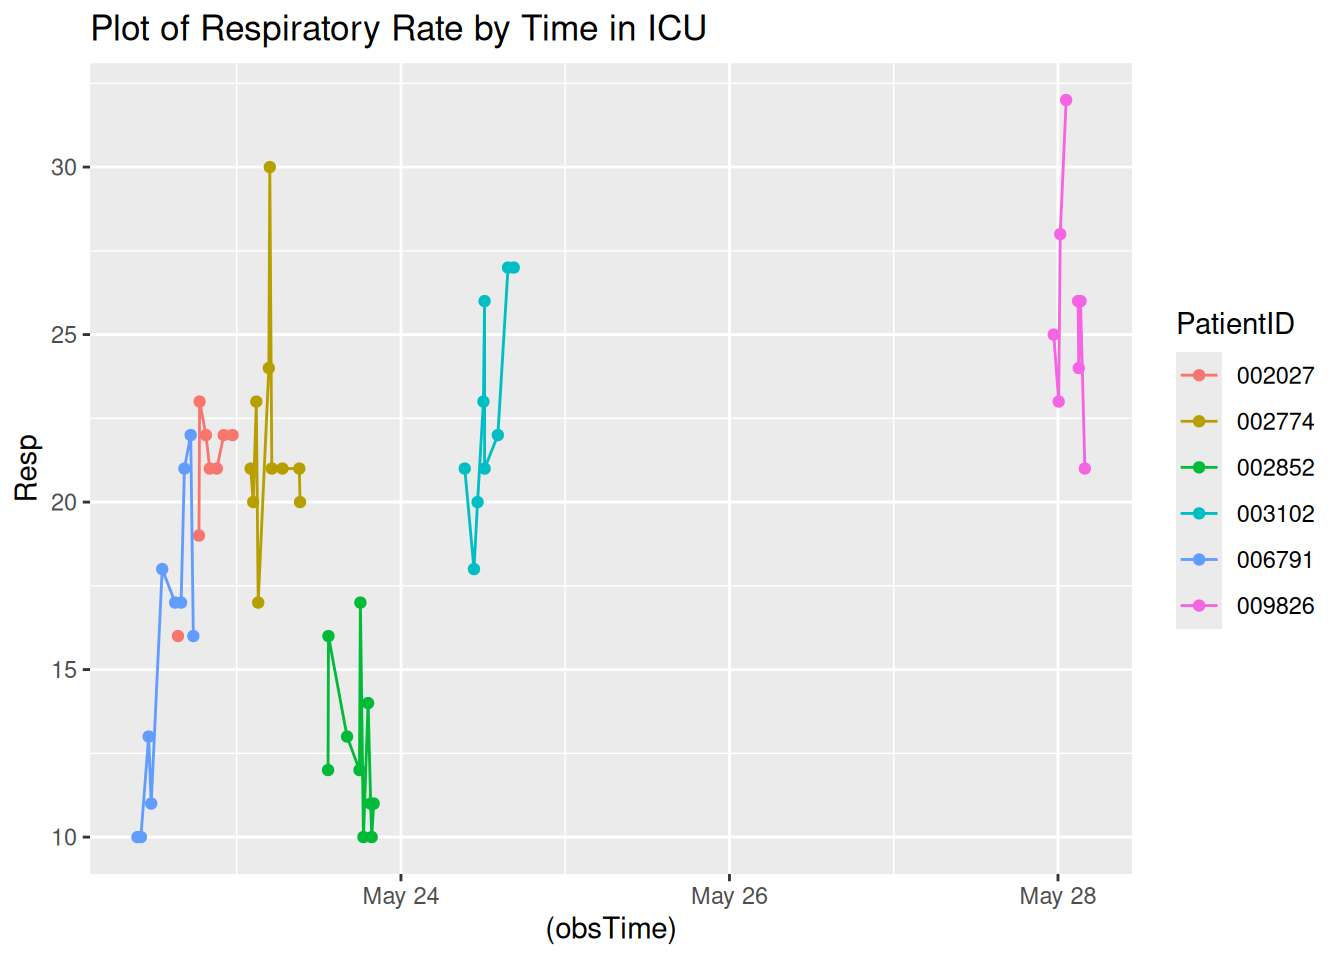 Plot of Respiratory Rate by Time in ICU
Resp
30
25
20
15
10
May 24
May 26
May 28
(obsTime)
PatientID
002027
002774
002852
003102
006791
009826